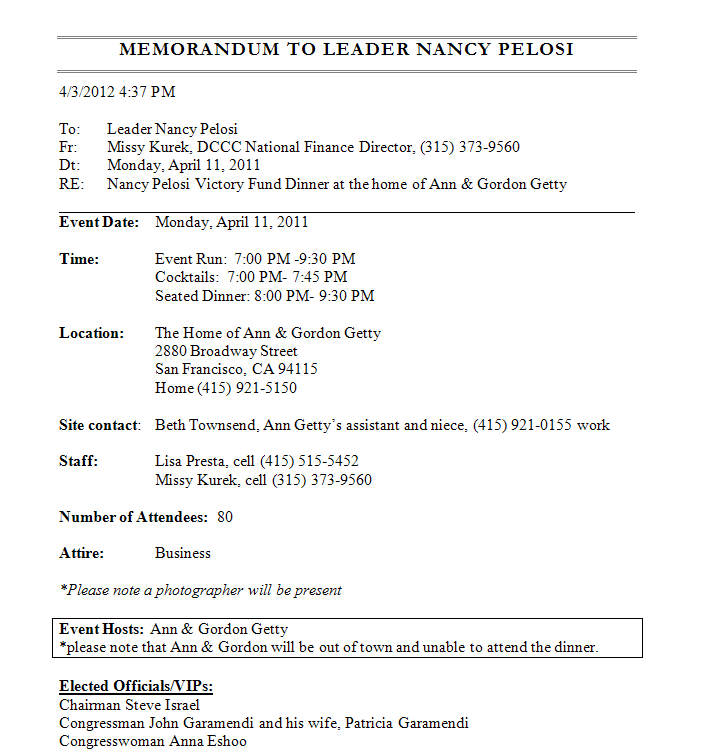 MEMORANDUM TO LEADER NANCY PELOSI
4/3/2012 4:37 PM
To: Leader Nancy Pelosi
Fr: Missy Kurek, DCCC National Finance Director, (315) 373-9560
Dt: Monday, April 11, 2011
RE: Nancy Pelosi Victory Fund Dinner at the home of Ann & Gordon Getty
Event Date: Monday, April 11, 2011
Time: Event Run: 7:00 PM -9:30 PM
Cocktails: 7:00 PM- 7:45 PM
Seated Dinner: 8:00 PM- 9:30 PM
Location: The Home of Ann & Gordon Getty
2880 Broadway Street
San Francisco, CA 94115
Home (415) 921-5150
Site contact: Beth Townsend, Ann Getty’s assistant and niece, (415) 921-0155 work
Staff: Lisa Presta, cell (415) 515-5452
Missy Kurek, cell (315) 373-9560
Number of Attendees: 80
Attire: Business
*Please note a photographer will be present
Event Hosts: Ann & Gordon Getty
*please note that Ann & Gordon will be out of town and unable to attend the dinner.
Elected Officials/VIPs:
Chairman Steve Israel
Congressman John Garamendi and his wife, Patricia Garamendi
Congresswoman Anna Eshoo